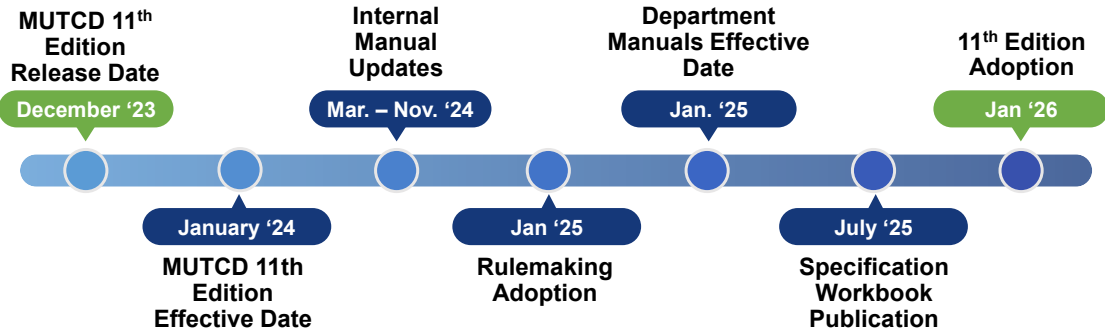 MUTCD 11th
Edition
Release Date
December ‘23
January ‘24
MUTCD 11th
Edition
Effective Date
Internal
Manual
Updates
Mar. – Nov. ‘24
Jan ‘25
Rulemaking
Adoption
Department
Manuals Effective
Date
Jan. ‘25
July ‘25
Specification
Workbook
Publication
11th Edition
Adoption
Jan ‘26